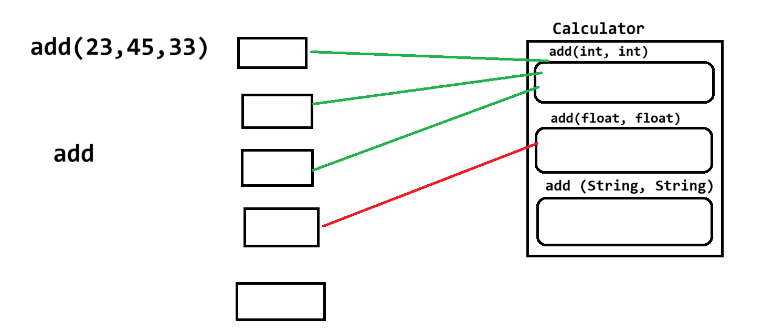 add(23,45,33)
add
Calculator
add(int, int)
add(float, float)
add (String, String)